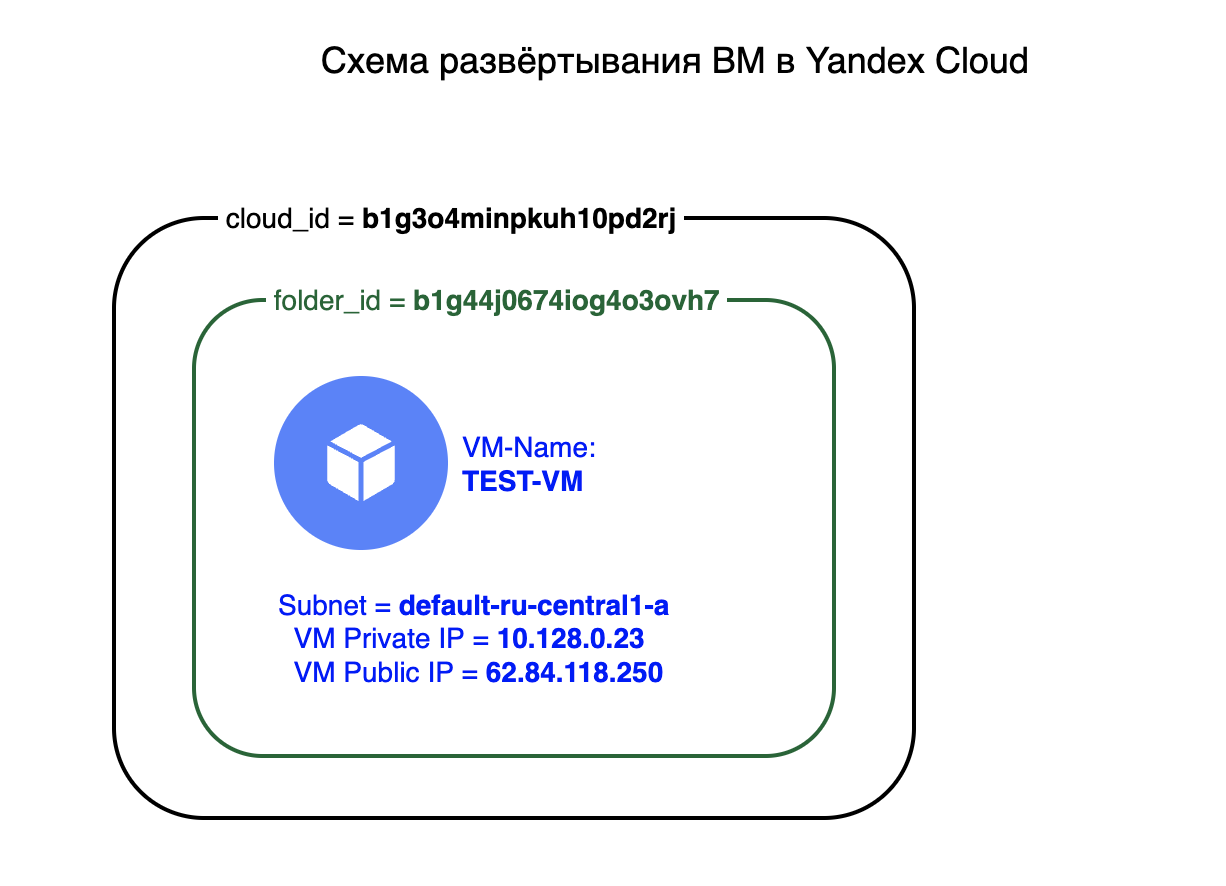 Схема развёртывания ВМ в Yandex Cloud
cloud_id = b1g3o4minpkuh10pd2rj
folder_id = b1g44j0674iog4o3ovh7
VM-Name:
TEST-VM
Subnet = default-ru-central1-a
VM Private IP = 10.128.0.23
VM Public IP = 62.84.118.250